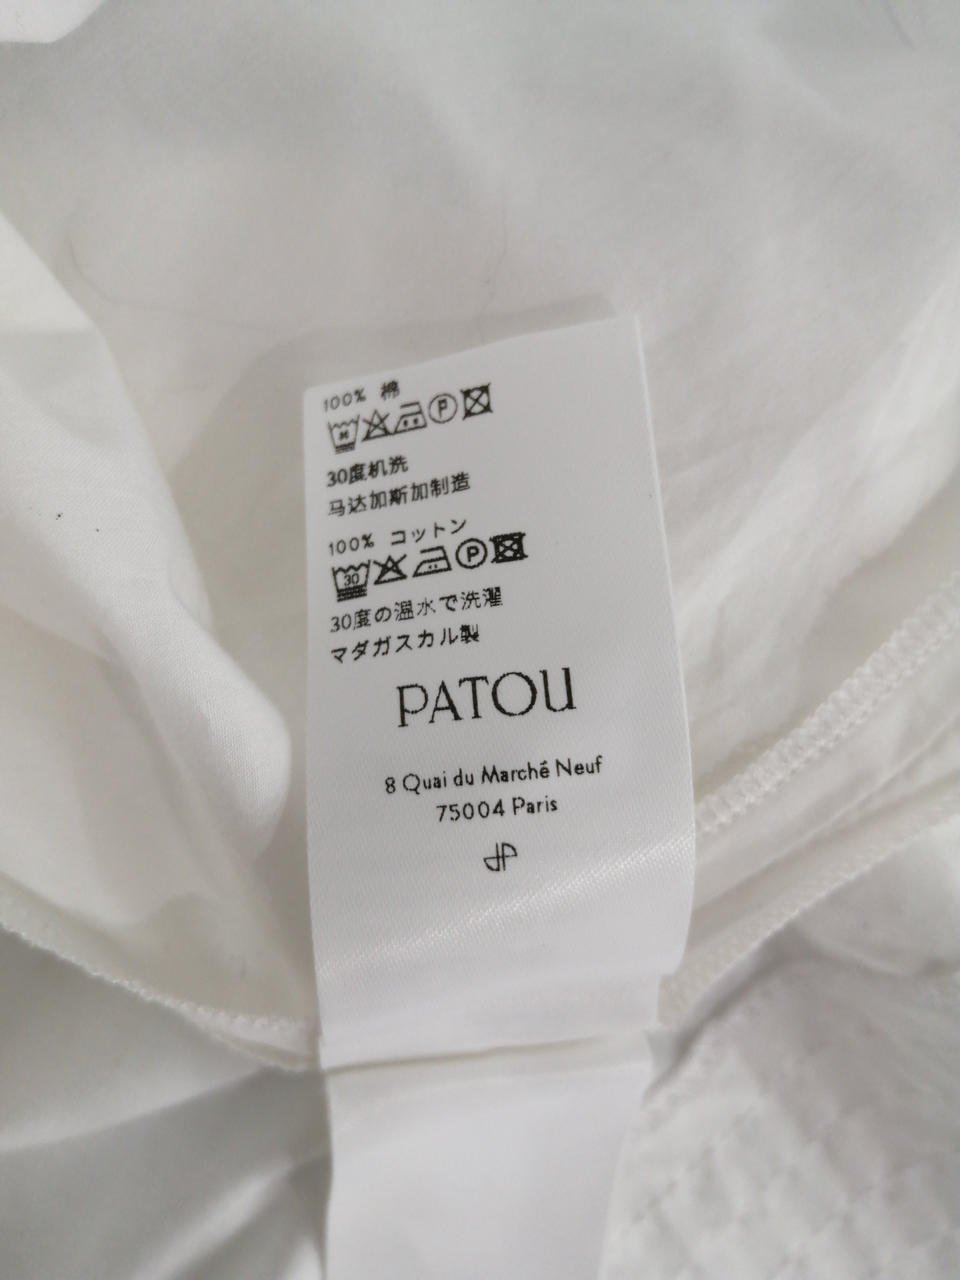 100% 棉
30度机洗
马达加斯加制造
100% コットン
30
P
30度の温水で洗濯
マダガスカル製
PATOU
8 Quai du Marché Neuf
75004 Paris
JP